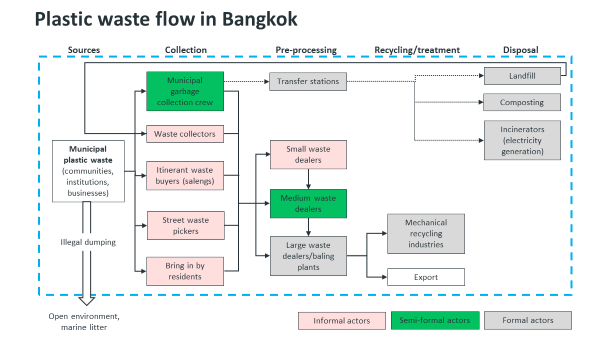 Plastic waste flow in Bangkok
Sources
Collection
Pre-processing
Recycling/treatment
Disposal
Municipal
garbage
collection crew
Transfer stations
Landfill
Composting
Incinerators
(electricity
generation)
Waste collectors
Municipal
plastic waste
(communities,
institutions,
businesses)
Itinerant waste
buyers (salengs)
Small waste
dealers
Medium waste
dealers
Street waste
pickers
Large waste
dealers/baling
plants
Mechanical
recycling
industries
Illegal dumping
Bring in by
residents
Export
Open environment,
marine litter
Informal actors
Semi-formal actors
Formal actors